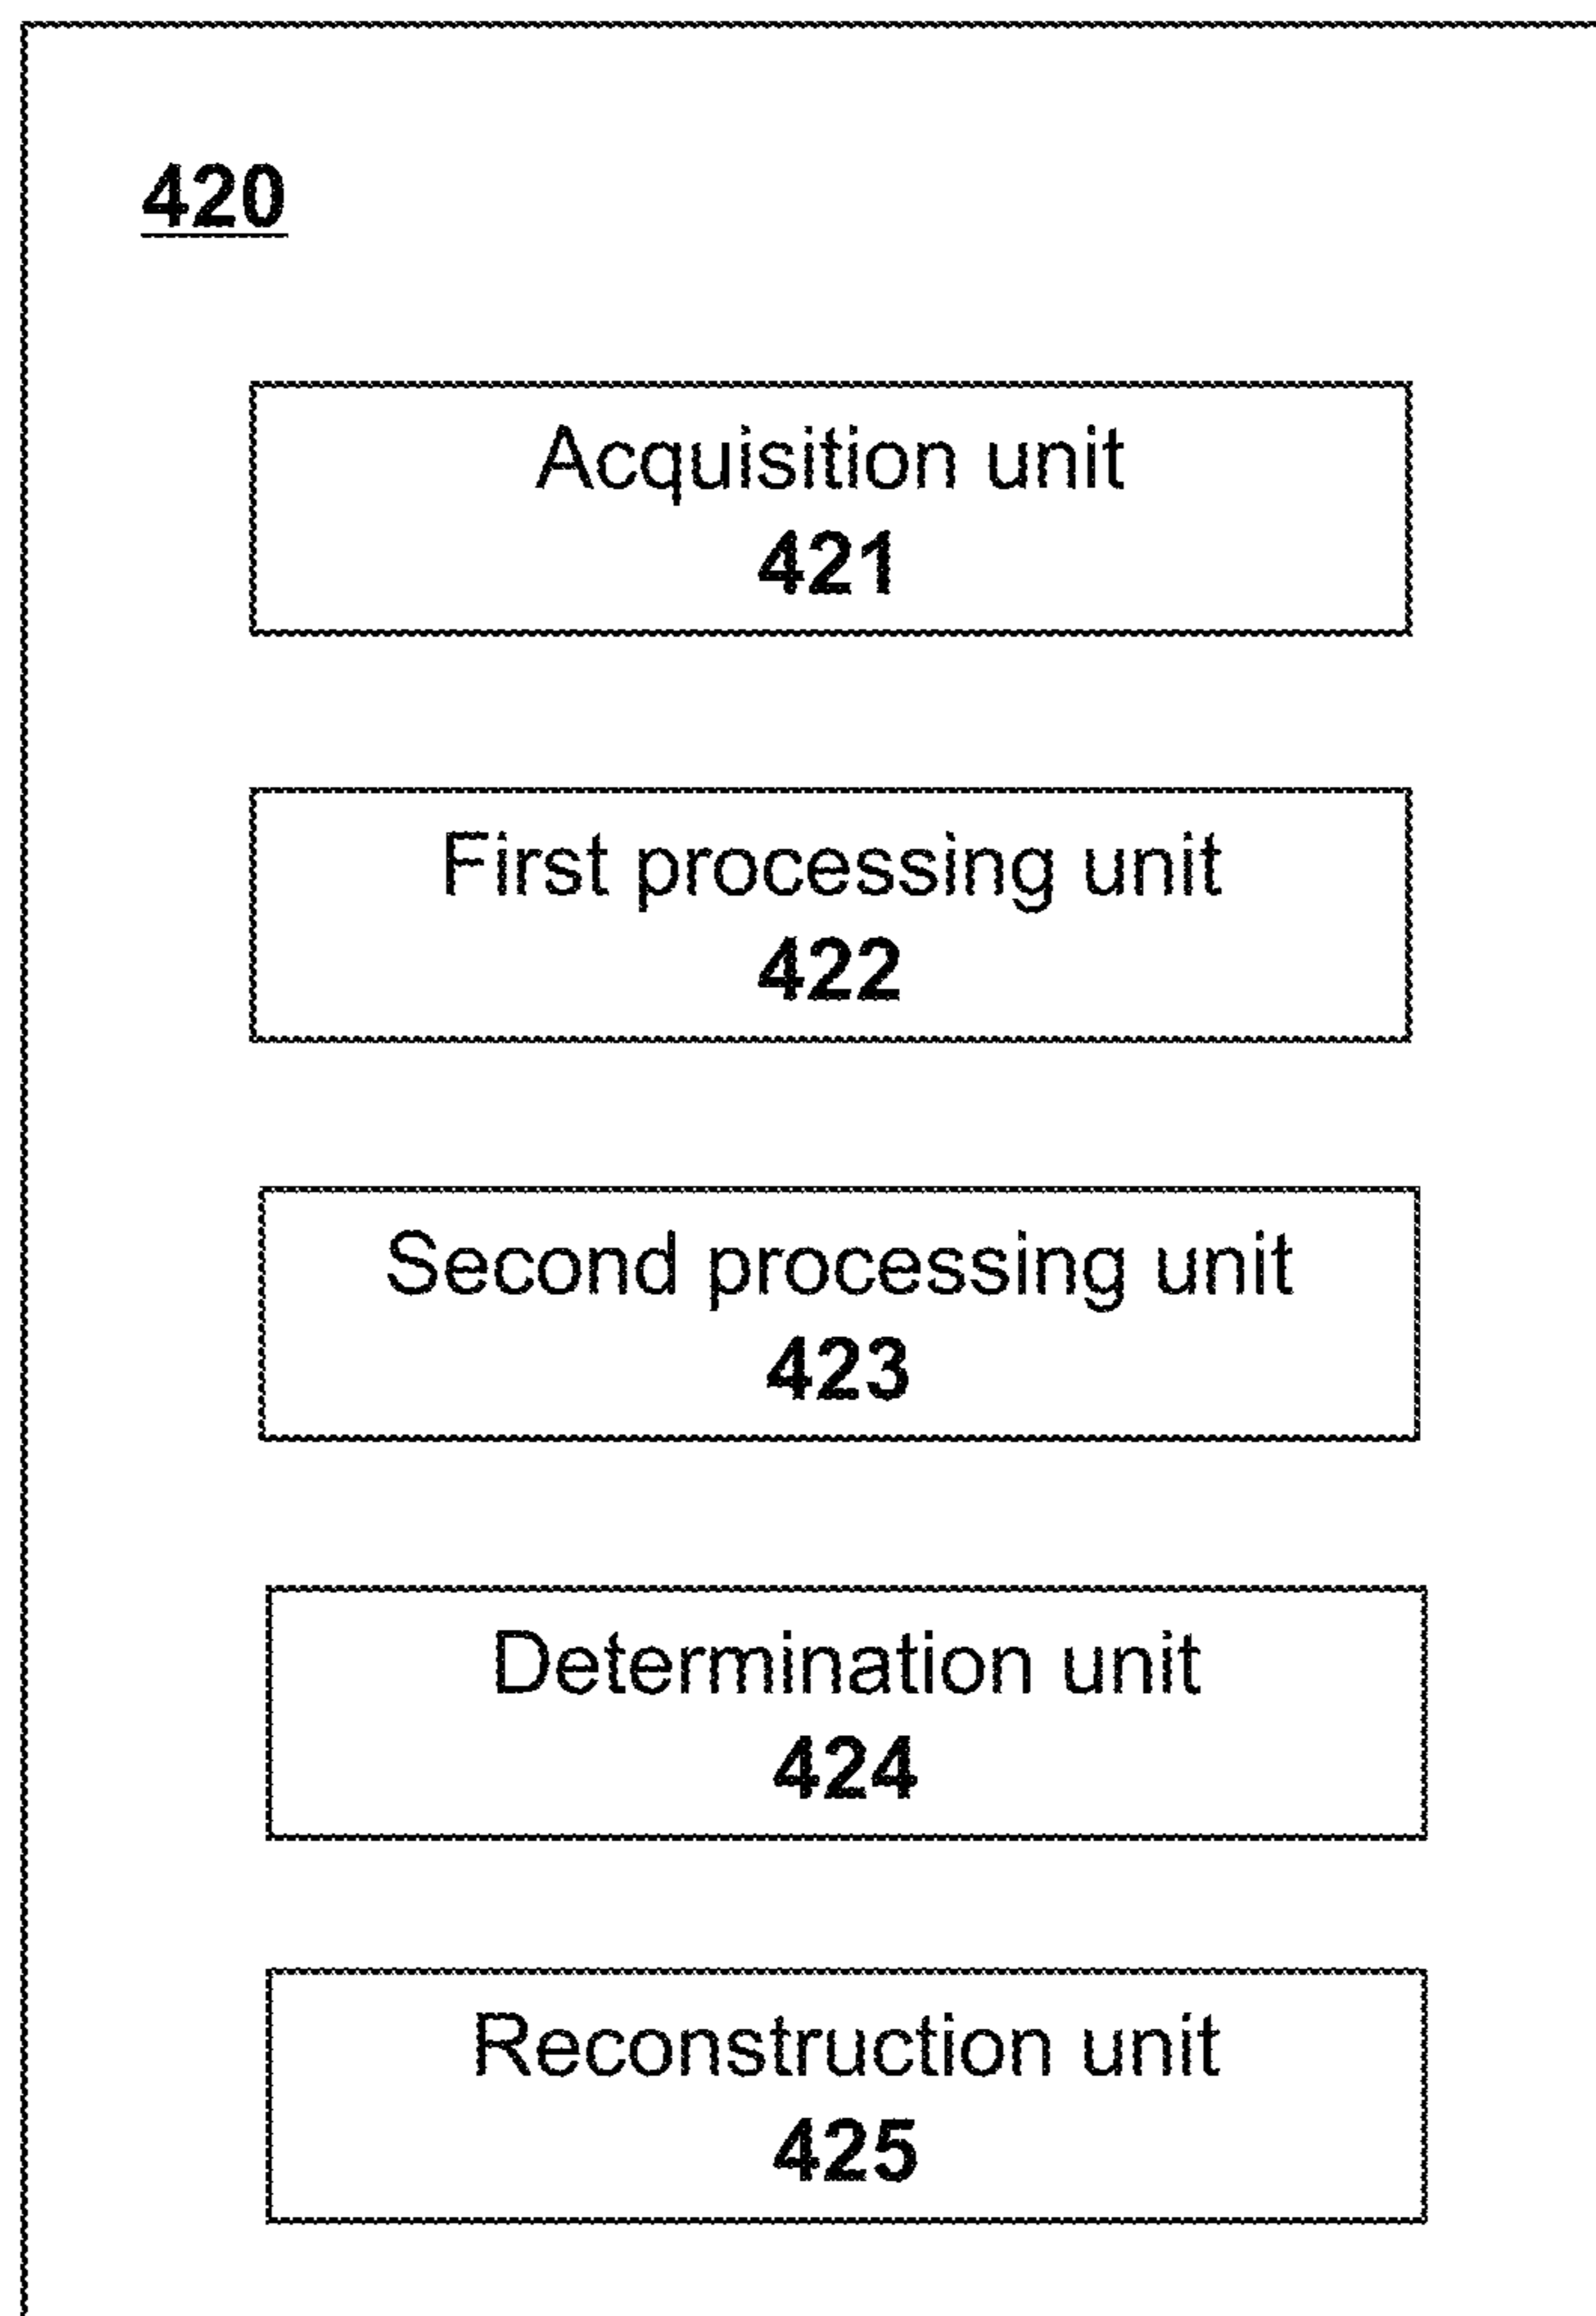 420
Acquisition unit
421
First processing unit
422
Second processing unit
423
Determination unit
424
Reconstruction unit
425